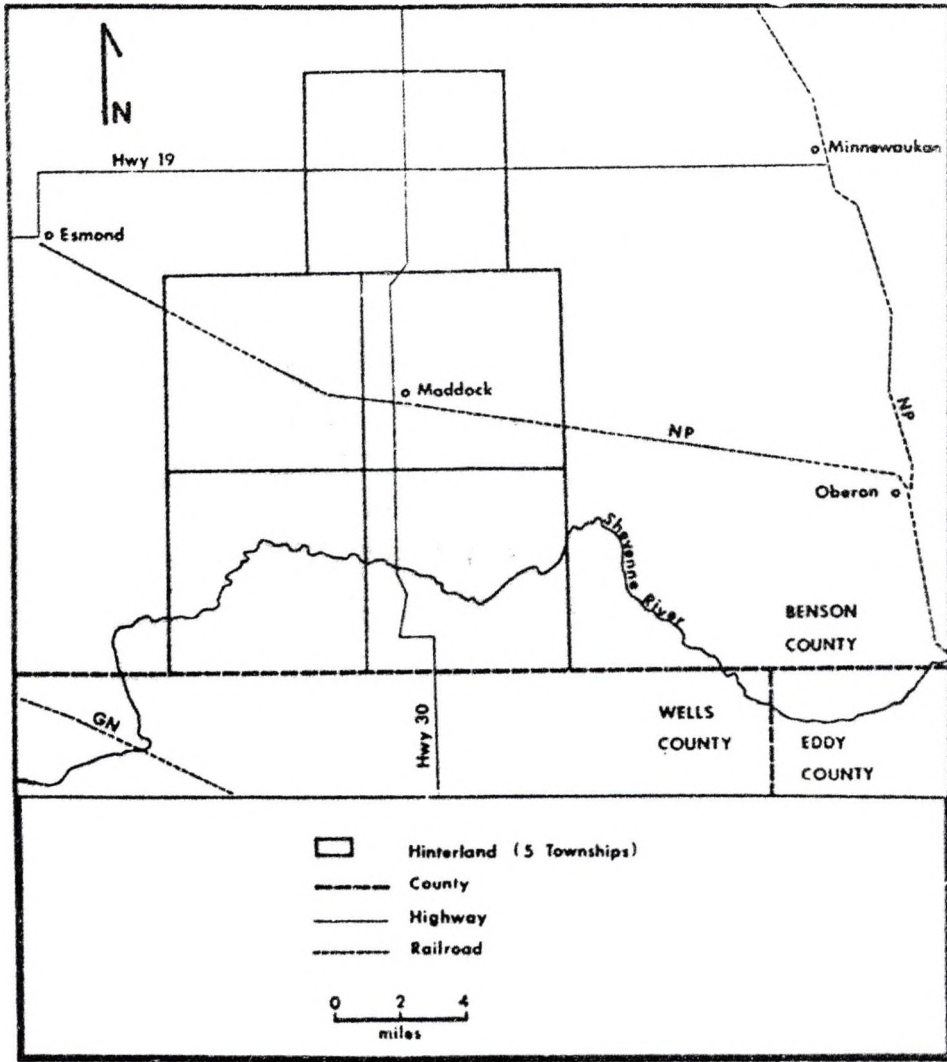 N
Hwy 19
Minnewaukan
Esmond
Maddock
NP
NP
Oberon
Sheyenne River
BENSON
COUNTY
GN
Hwy 30
WELLS
COUNTY
EDDY
COUNTY
Hinterland (5 Townships)
County
Highway
Railroad
0 2 4
miles